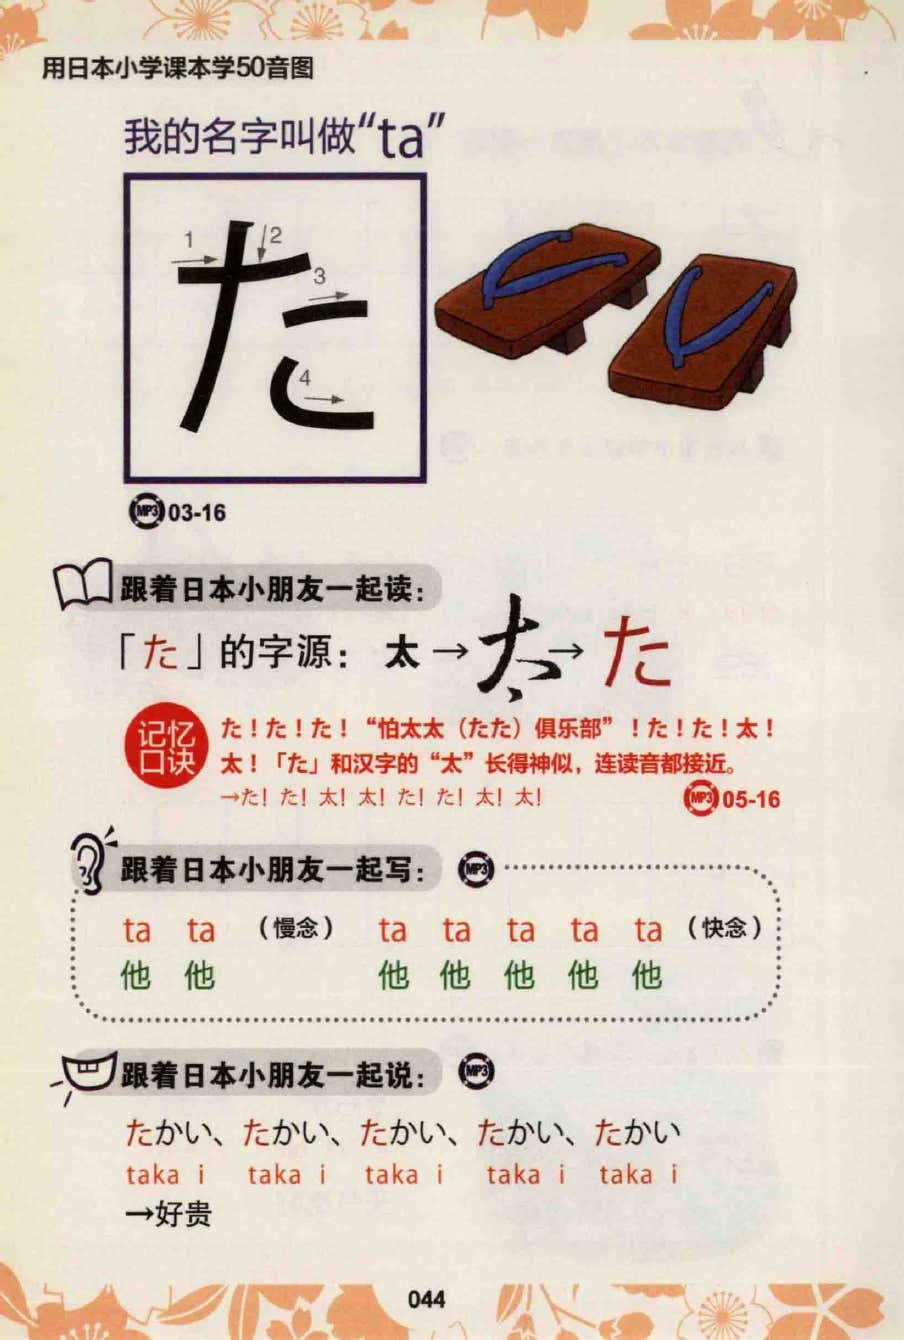 用日本小学课本学50音图
我的名字叫做“ta”
た
1
2
3
4
MP3 03-16
跟着日本小朋友一起读：
「た」的字源：太→た→た
记忆
口诀
た！た！た！“怕太太（たた）俱乐部”！た！た！太！
太！「た」和汉字的“太”长得神似，连读音都接近。
→た！た！太！太！た！た！太！太！
MP3 05-16
跟着日本小朋友一起写： MP3
ta ta （慢念） ta ta ta ta ta （快念）
他 他 他 他 他 他 他
跟着日本小朋友一起说： MP3
たかい、たかい、たかい、たかい、たかい
taka i taka i taka i taka i taka i
→好贵
044